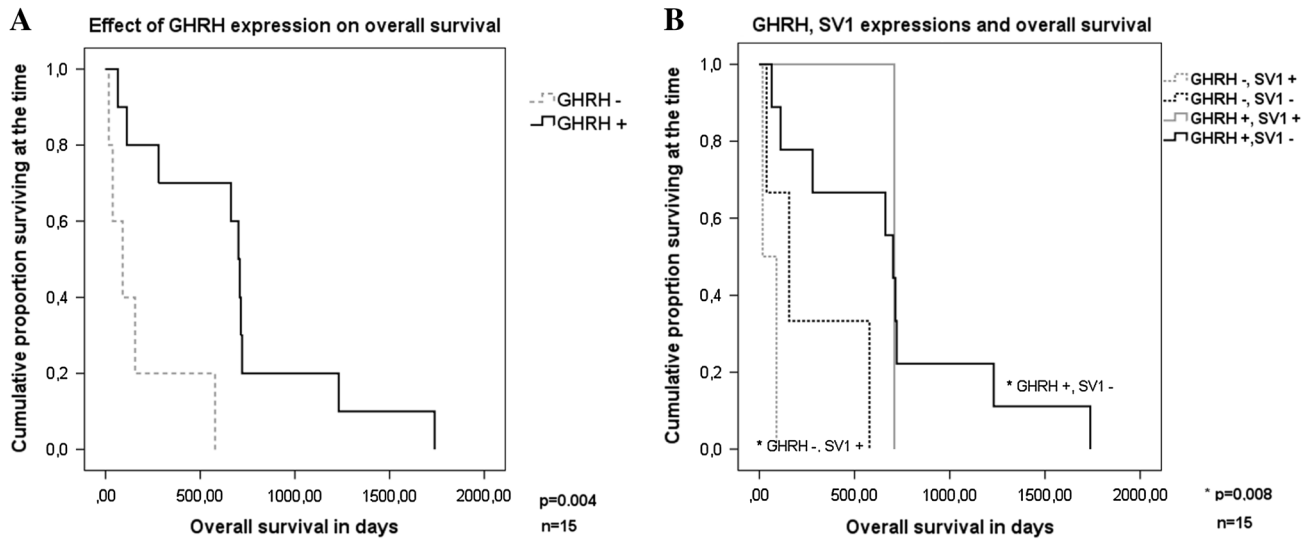 A
Effect of GHRH expression on overall survival
Cumulative proportion surviving at the time
1,0
0,8
0,6
0,4
0,2
0,0
,00
500,00
1000,00
1500,00
2000,00
Overall survival in days
GHRH -
GHRH +
p=0.004
n=15
B
GHRH, SV1 expressions and overall survival
Cumulative proprtion surviving at the time
1,0
0,8
0,6
0,4
0,2
0,0
,00
500,00
1000,00
1500,00
2000,00
Overall survival in days
GHRH -, SV1 +
GHRH -, SV1 -
GHRH +, SV1 +
GHRH +,SV1 -
* GHRH +, SV1 -
* GHRH -. SV1 +
* p=0.008
n=15